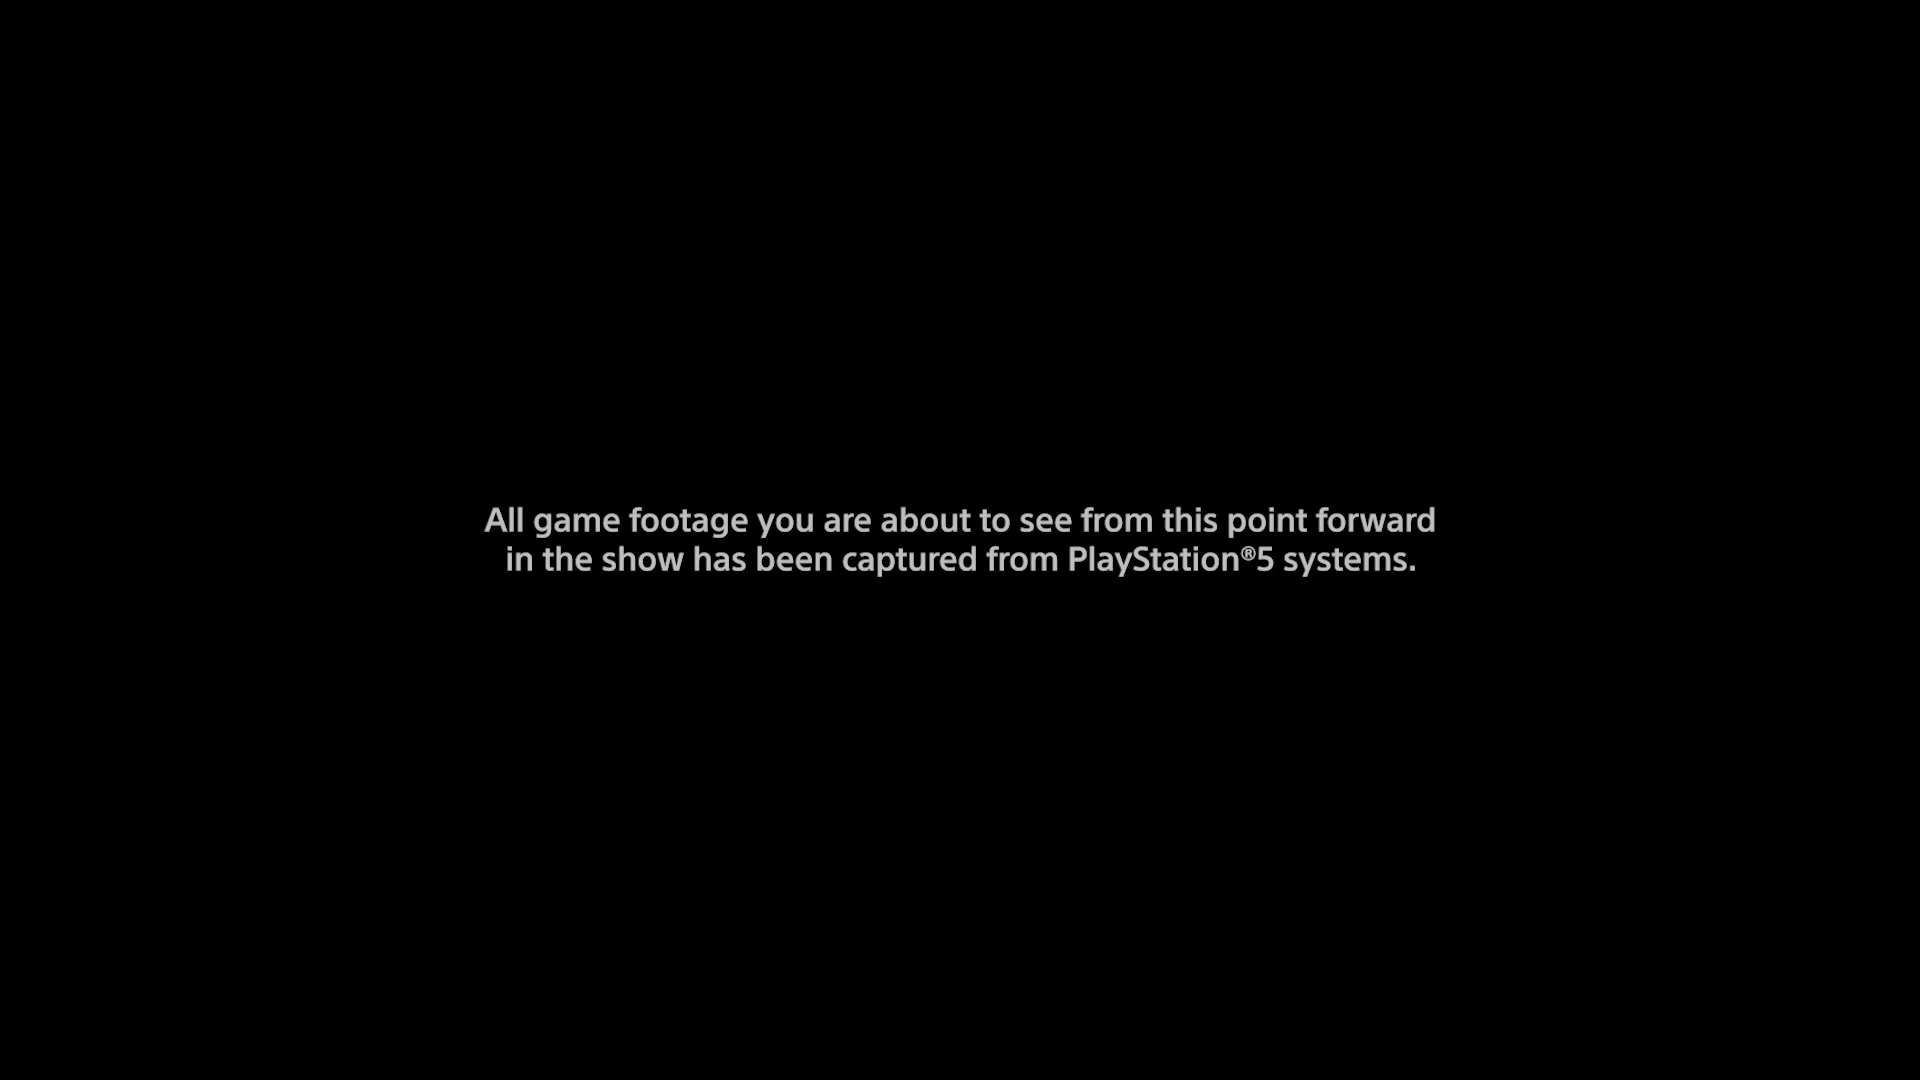 All game footage you are about to see from this point forward
in the show has been captured from PlayStation®5 systems.